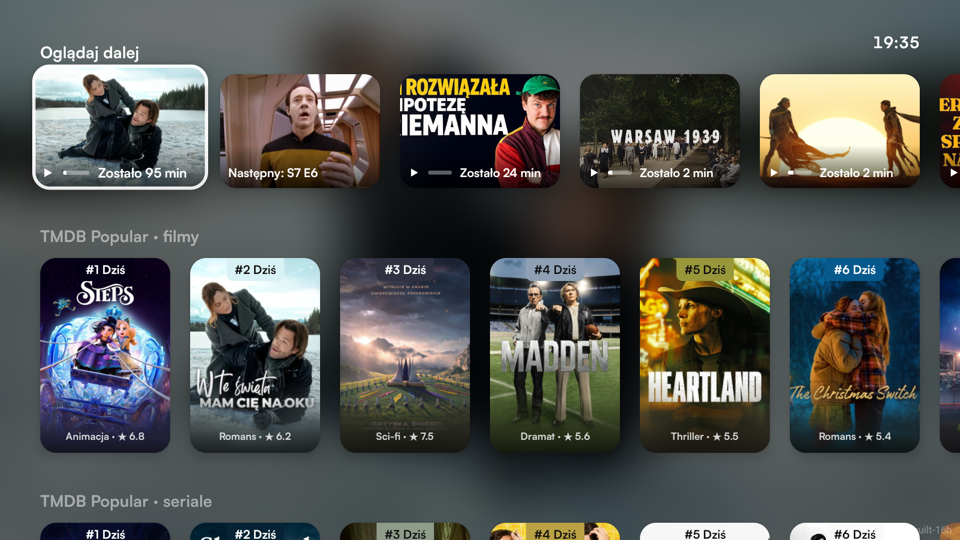 19:35
Oglądaj dalej
Zostało 95 min
Następny: S7 E6
ROZWIĄZAŁA
IPOTEZĘ
IEMANNA
Zostało 24 min
WARSAW 1939
Zostało 2 min
Zostało 2 min
TMDB Popular · filmy
#1 Dziś
STEPS
Animacja · ★ 6.8
#2 Dziś
W te święta
MAM CIĘ NA OKU
Romans · ★ 6.2
#3 Dziś
Sci-fi · ★ 7.5
#4 Dziś
MADDEN
Dramat · ★ 5.6
#5 Dziś
HEARTLAND
Thriller · ★ 5.5
#6 Dziś
The Christmas Switch
Romans · ★ 5.4
TMDB Popular · seriale
#1 Dziś
#2 Dziś
#3 Dziś
#4 Dziś
#5 Dziś
#6 Dziś